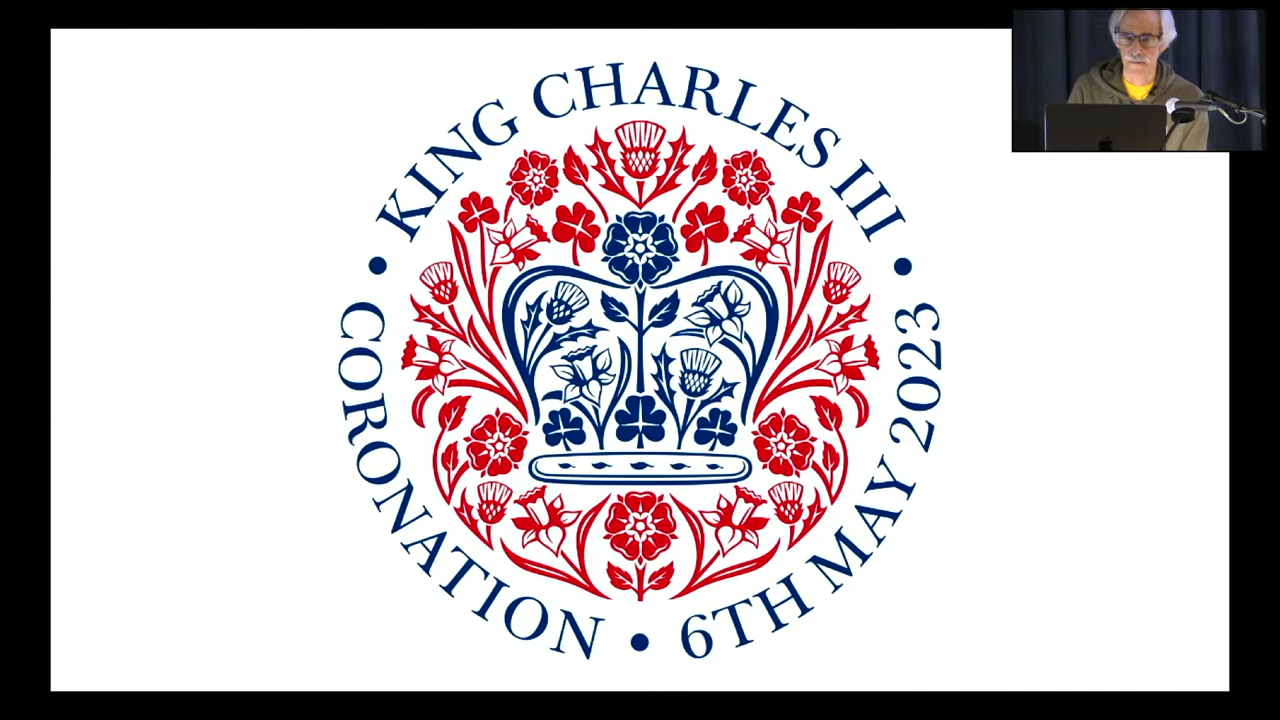 KING CHARLES III •
6TH MAY 2023
• CORONATION •